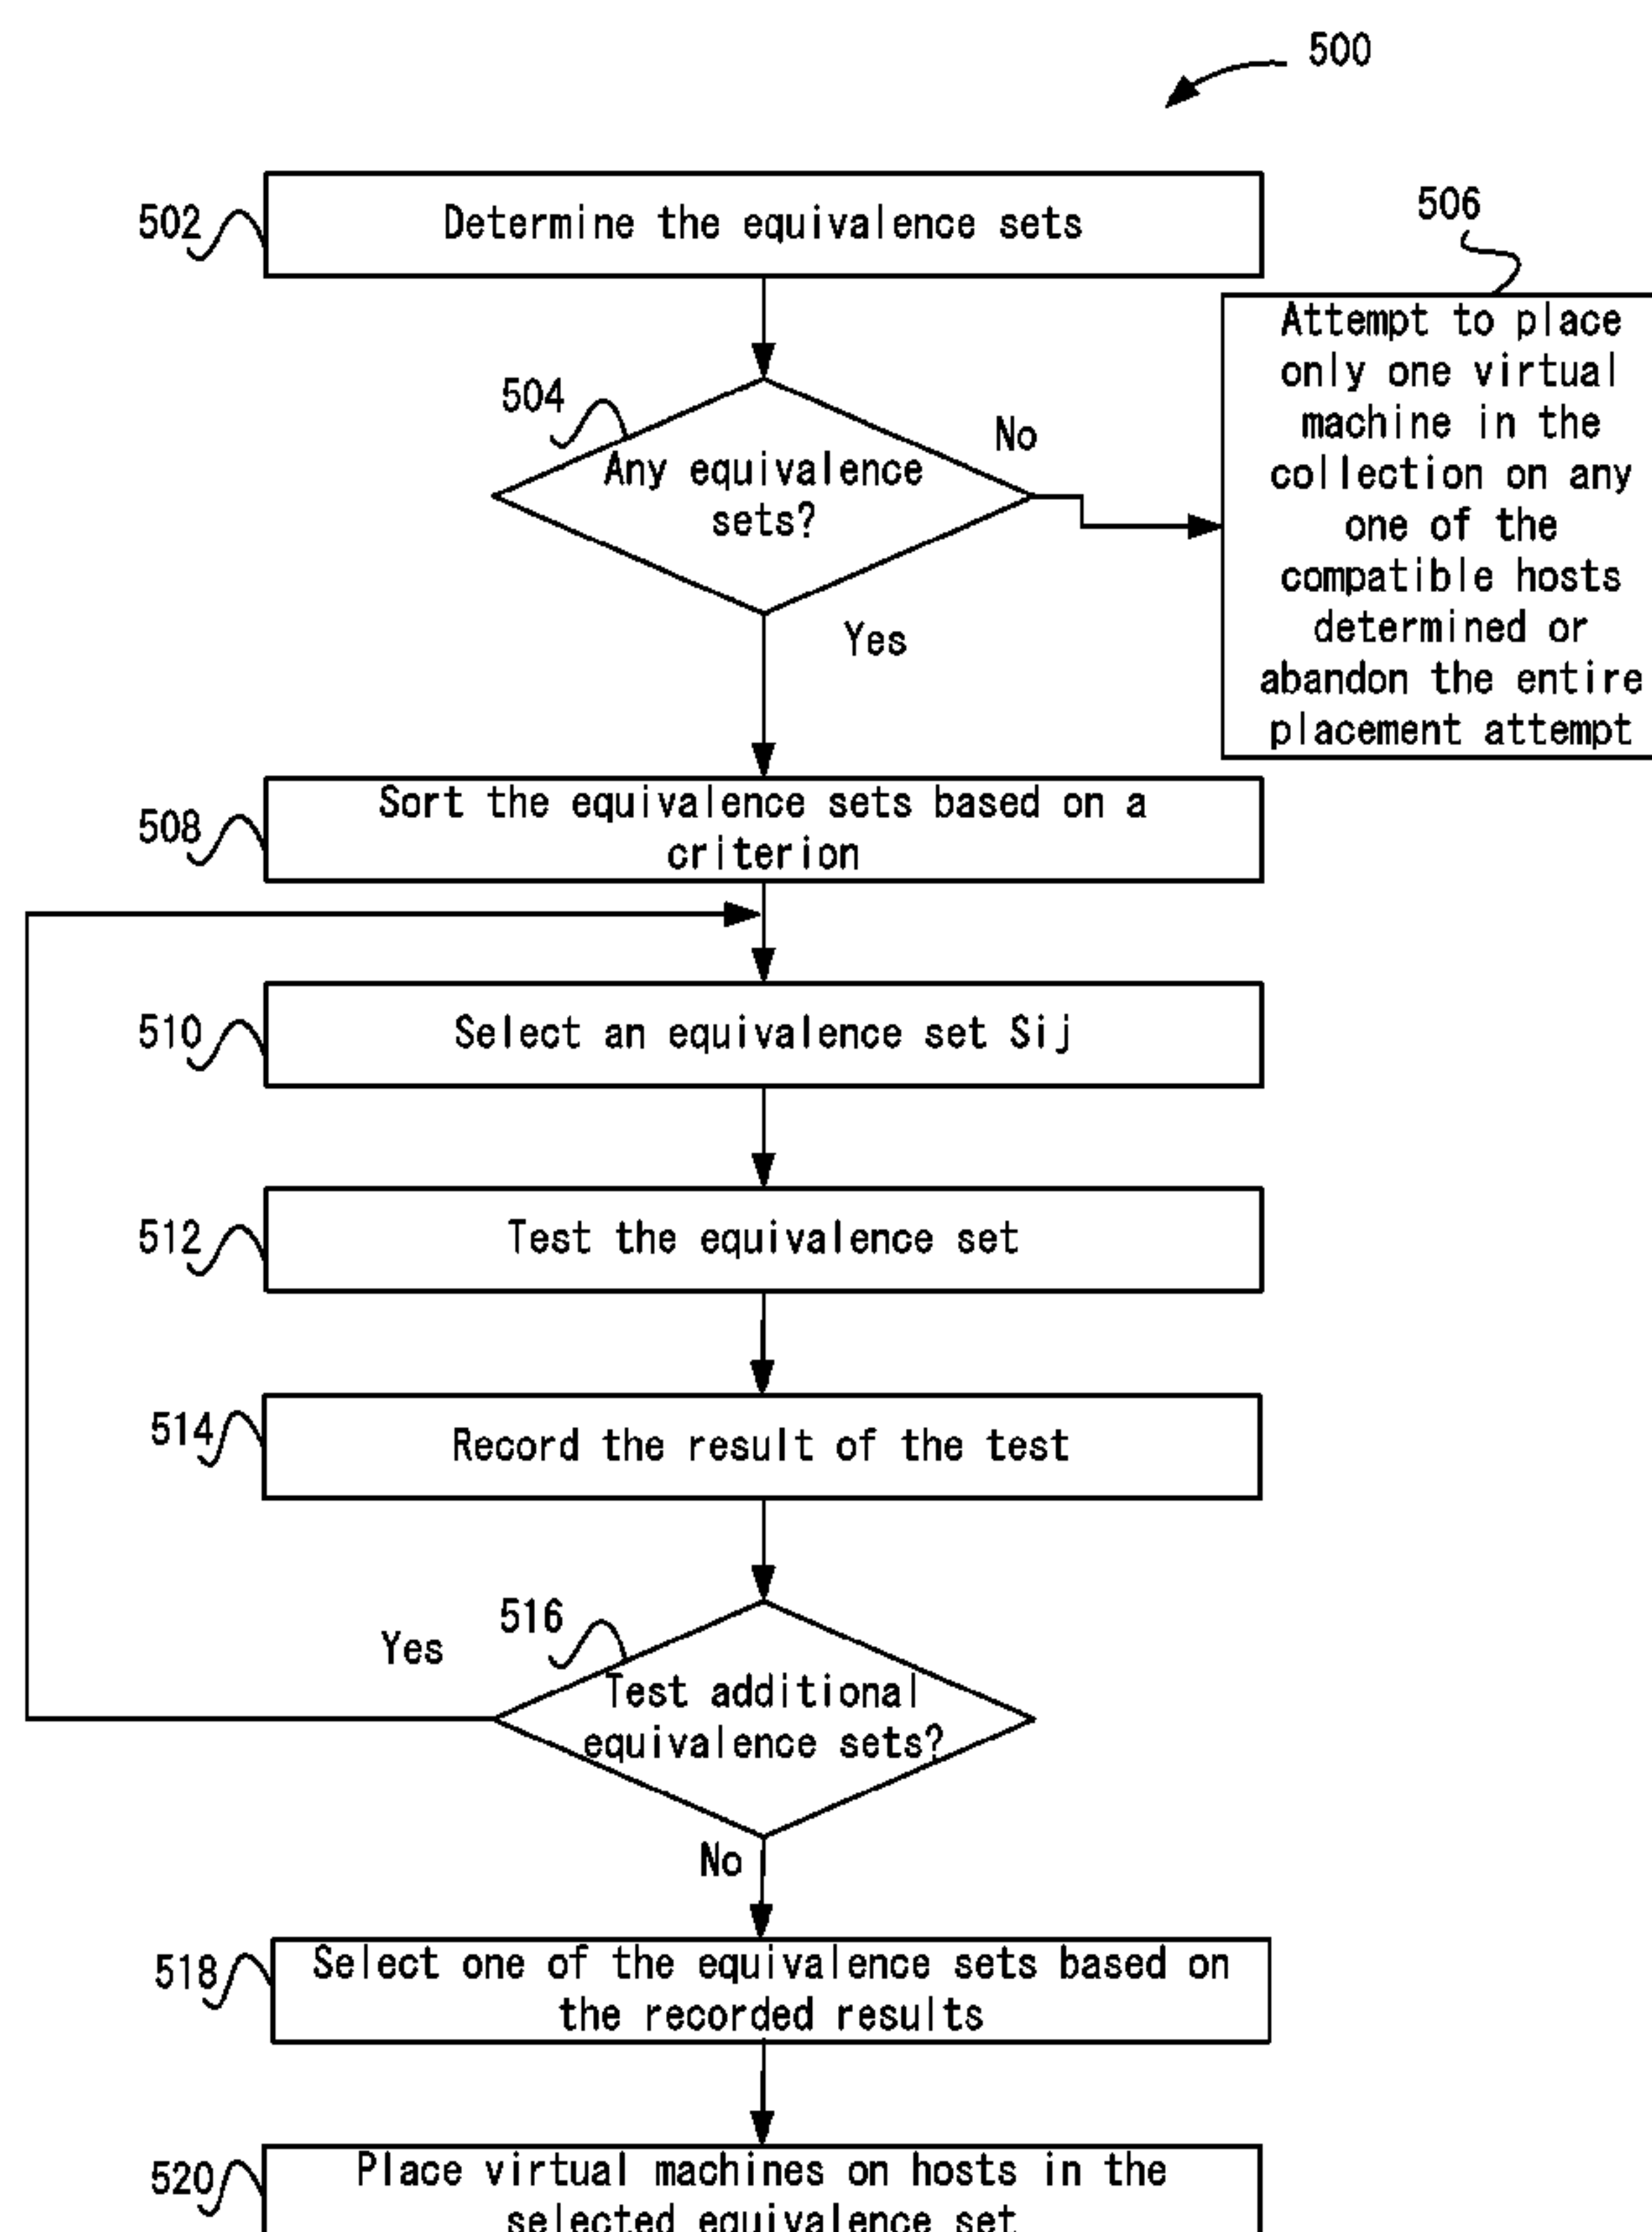 500
502
Determine the equivalence sets
506
Attempt to place
only one virtual
machine in the
collection on any
one of the
compatible hosts
determined or
abandon the entire
placement attempt
504
Any equivalence
sets?
No
Yes
508
Sort the equivalence sets based on a
criterion
510
Select an equivalence set Sij
512
Test the equivalence set
514
Record the result of the test
516
Yes
Test additional
equivalence sets?
No
518
Select one of the equivalence sets based on
the recorded results
520
Place virtual machines on hosts in the
selected equivalence set